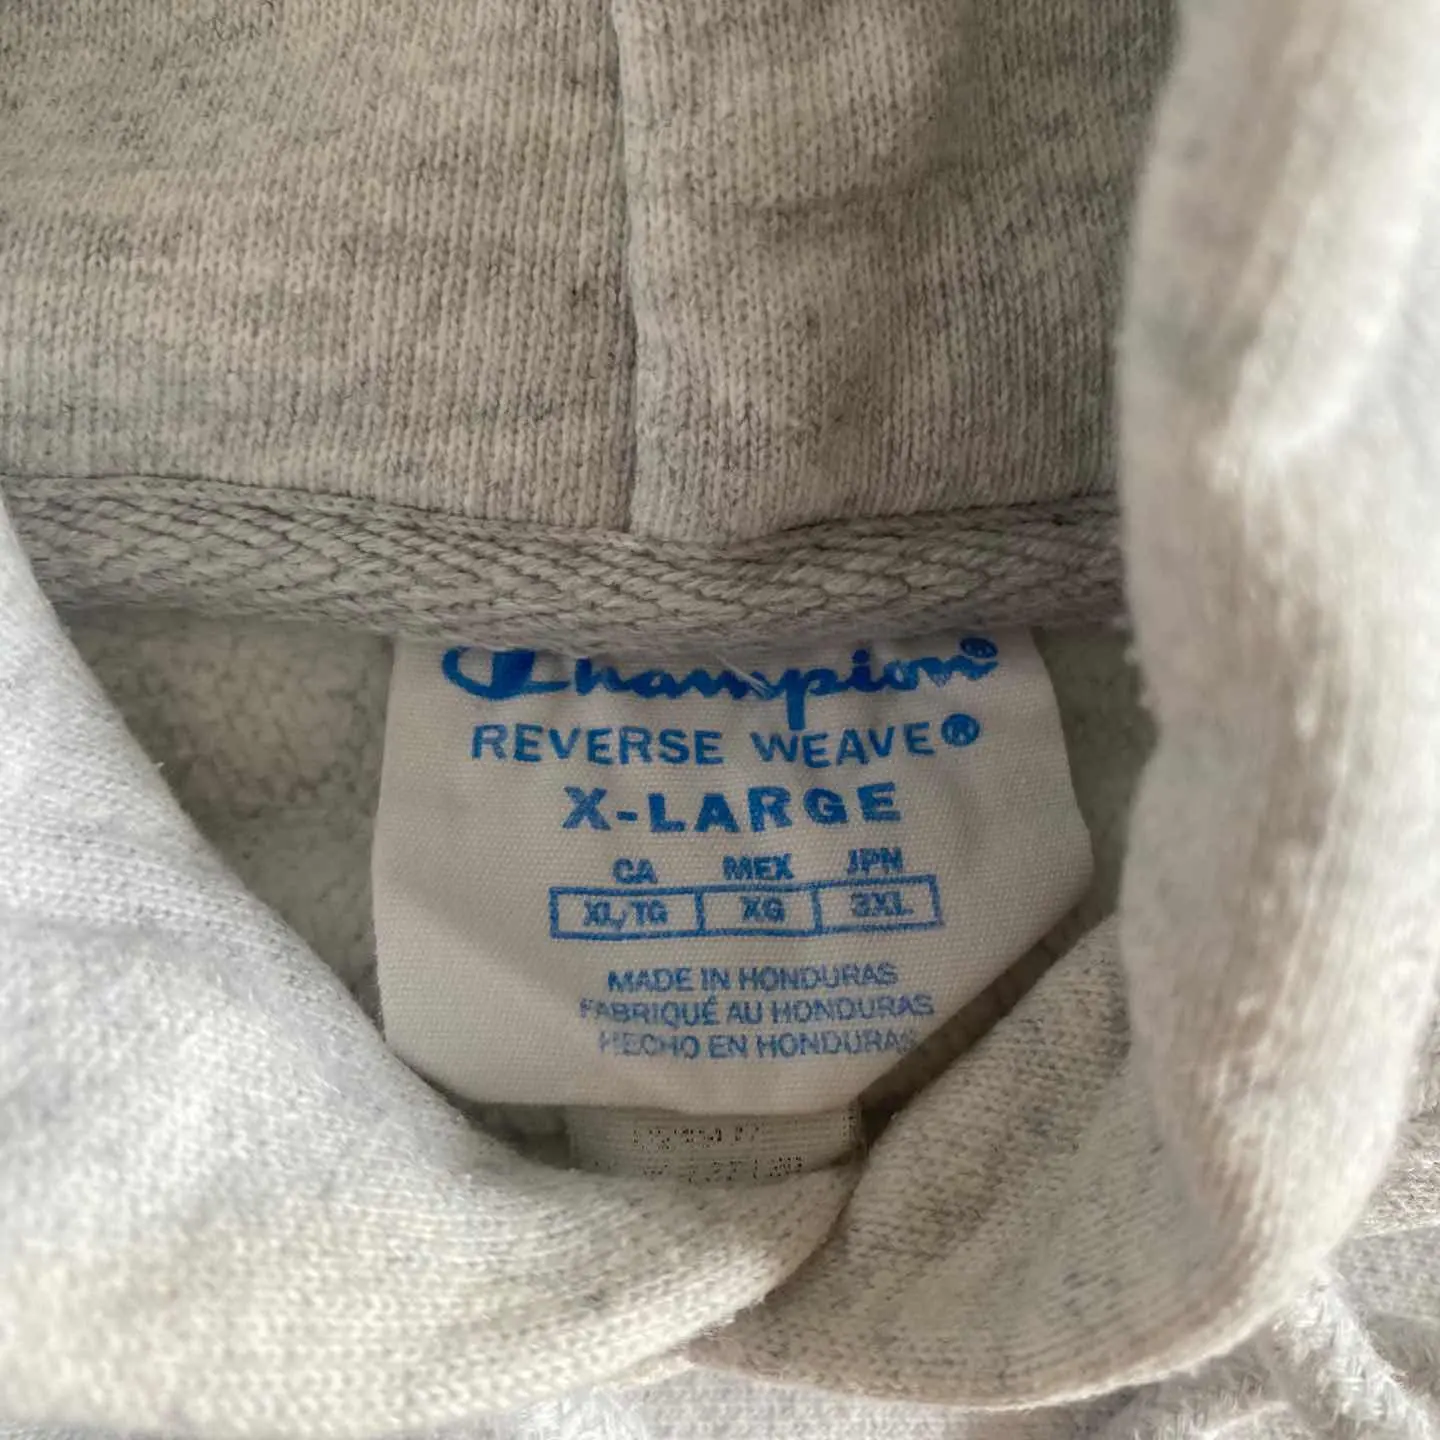 Champion®
REVERSE WEAVE®
X-LARGE
CA MEX JPN
XL/TG XG 3XL
MADE IN HONDURAS
FABRIQUÉ AU HONDURAS
HECHO EN HONDURAS